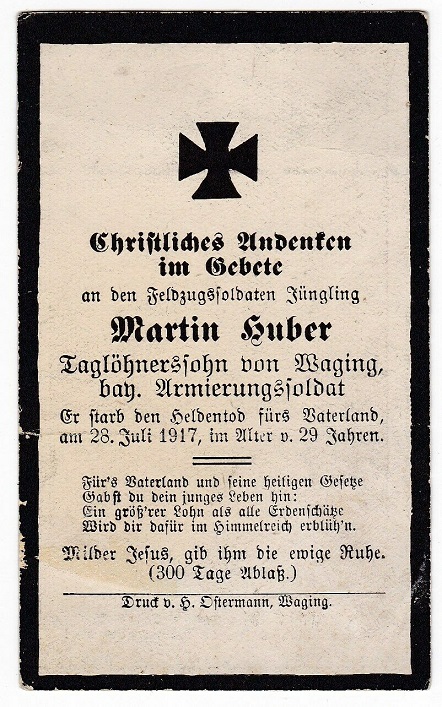 Christliches Andenken
im Gebete
an den Feldzugssoldaten Jüngling
Martin Huber
Taglöhnerssohn von Waging,
bay. Armierungssoldat
Er starb den Heldentod fürs Vaterland,
am 28. Juli 1917, im Alter v. 29 Jahren.
Für's Vaterland und seine heiligen Gesetze
Gabst du dein junges Leben hin:
Ein größ'rer Lohn als alle Erdenschätze
Wird dir dafür im Himmelreich erblüh'n.
Milder Jesus, gib ihm die ewige Ruhe.
(300 Tage Ablaß.)
Druck v. H. Ostermann, Waging.